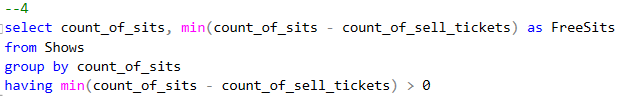 --4
select count_of_sits, min(count_of_sits - count_of_sell_tickets) as FreeSits
from Shows
group by count_of_sits
having min(count_of_sits - count_of_sell_tickets) > 0